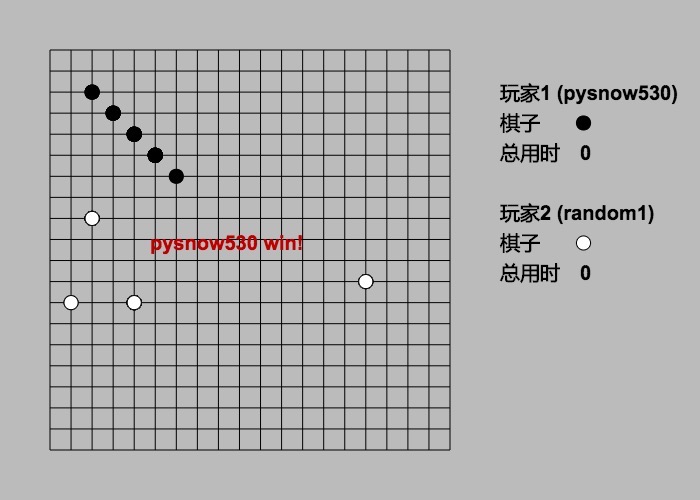 玩家1 (pysnow530)
棋子
总用时 0
玩家2 (random1)
棋子
总用时 0
pysnow530 win!